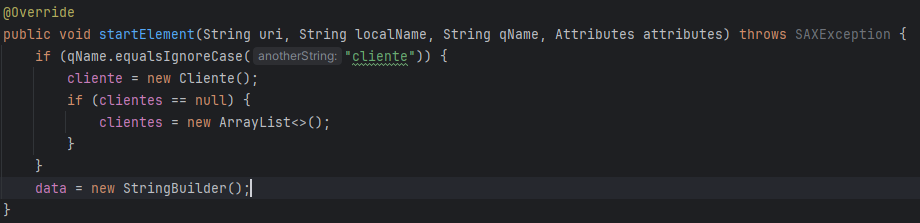 @Override
public void startElement(String uri, String localName, String qName, Attributes attributes) throws SAXException {
    if (qName.equalsIgnoreCase( anotherString: "cliente")) {
        cliente = new Cliente();
        if (clientes == null) {
            clientes = new ArrayList<>();
        }
    }
    data = new StringBuilder();
}